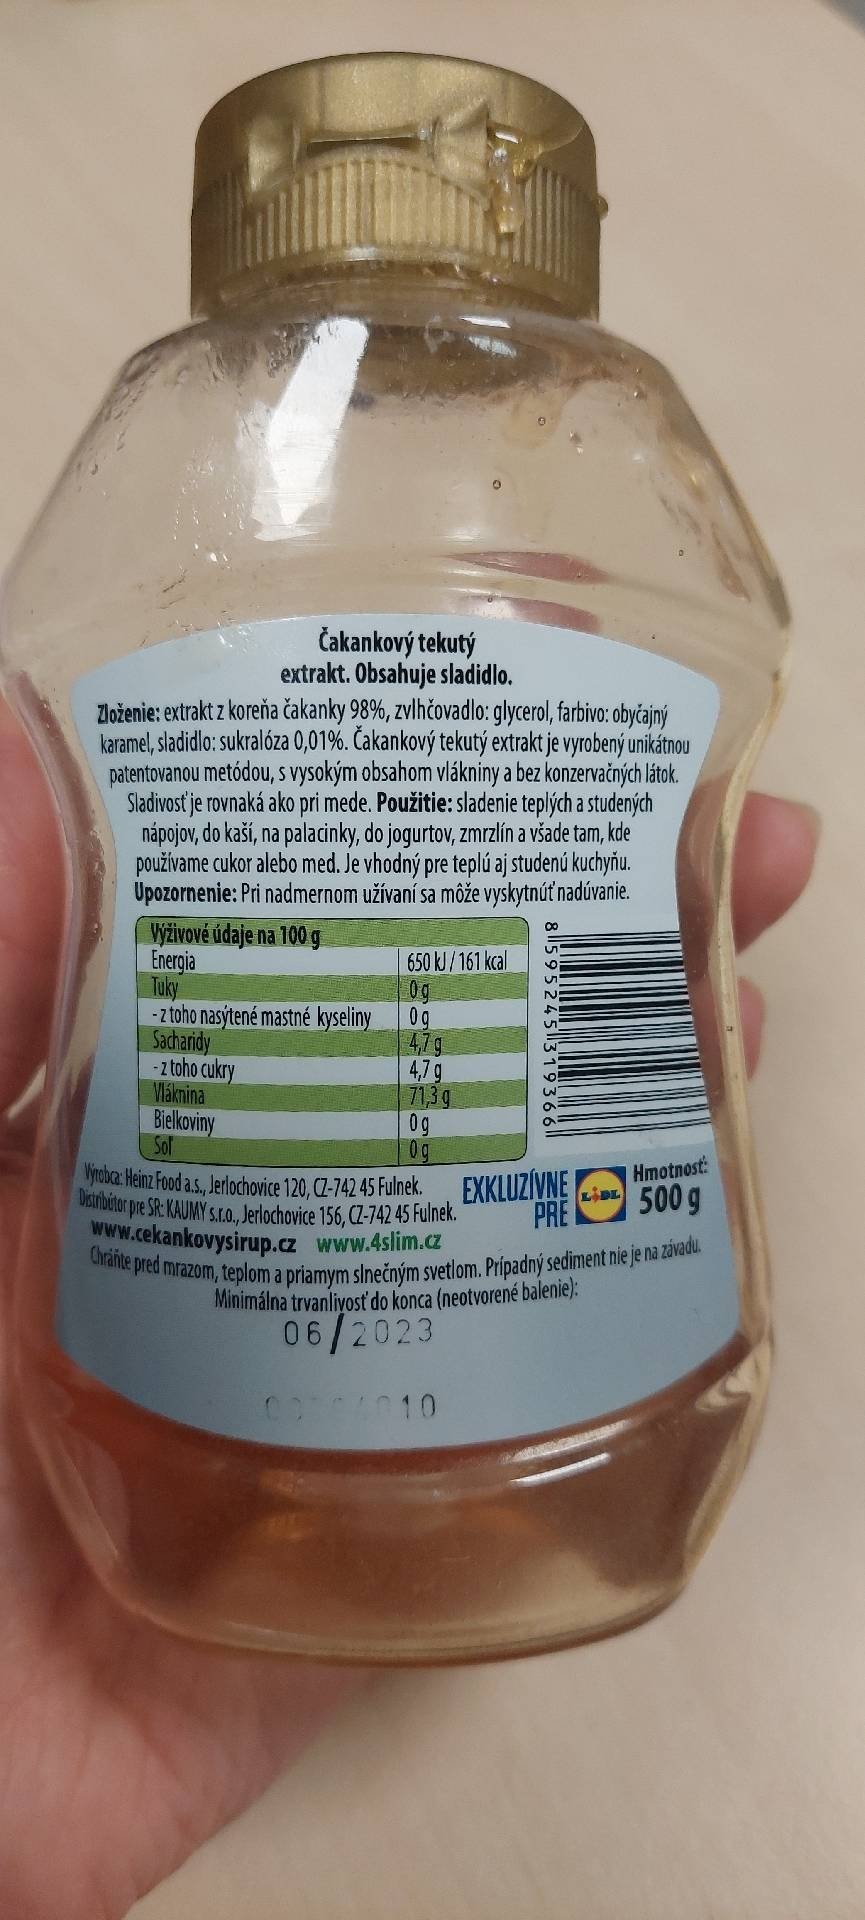 Čakankový tekutý
extrakt. Obsahuje sladidlo.
Zloženie: extrakt z koreňa čakanky 98%, zvlhčovadlo: glycerol, farbivo: obyčajný
karamel, sladidlo: sukralóza 0,01%. Čakankový tekutý extrakt je vyrobený unikátnou
patentovanou metódou, s vysokým obsahom vlákniny a bez konzervačných látok.
Sladivosť je rovnaká ako pri mede. Použitie: sladenie teplých a studených
nápojov, do kaší, na palacinky, do jogurtov, zmrzlín a všade tam, kde
používame cukor alebo med. Je vhodný pre teplú aj studenú kuchyňu.
Upozornenie: Pri nadmernom užívaní sa môže vyskytnúť nadúvanie.
Výživové údaje na 100 g
Energia 650 kJ / 161 kcal
Tuky 0 g
- z toho nasýtené mastné kyseliny 0 g
Sacharidy 4,7 g
- z toho cukry 4,7 g
Vláknina 71,3 g
Bielkoviny 0 g
Soľ 0 g
8 595245 319366
Výrobca: Heinz Food a.s., Jerlochovice 120, CZ-742 45 Fulnek.
Distribútor pre SR: KAUMY s.r.o., Jerlochovice 156, CZ-742 45 Fulnek.
www.cekankovysirup.cz www.4slim.cz
EXKLUZÍVNE
PRE
LIDL
Hmotnosť:
500 g
Chráňte pred mrazom, teplom a priamym slnečným svetlom. Prípadný sediment nie je na závadu.
Minimálna trvanlivosť do konca (neotvorené balenie):
06/2023